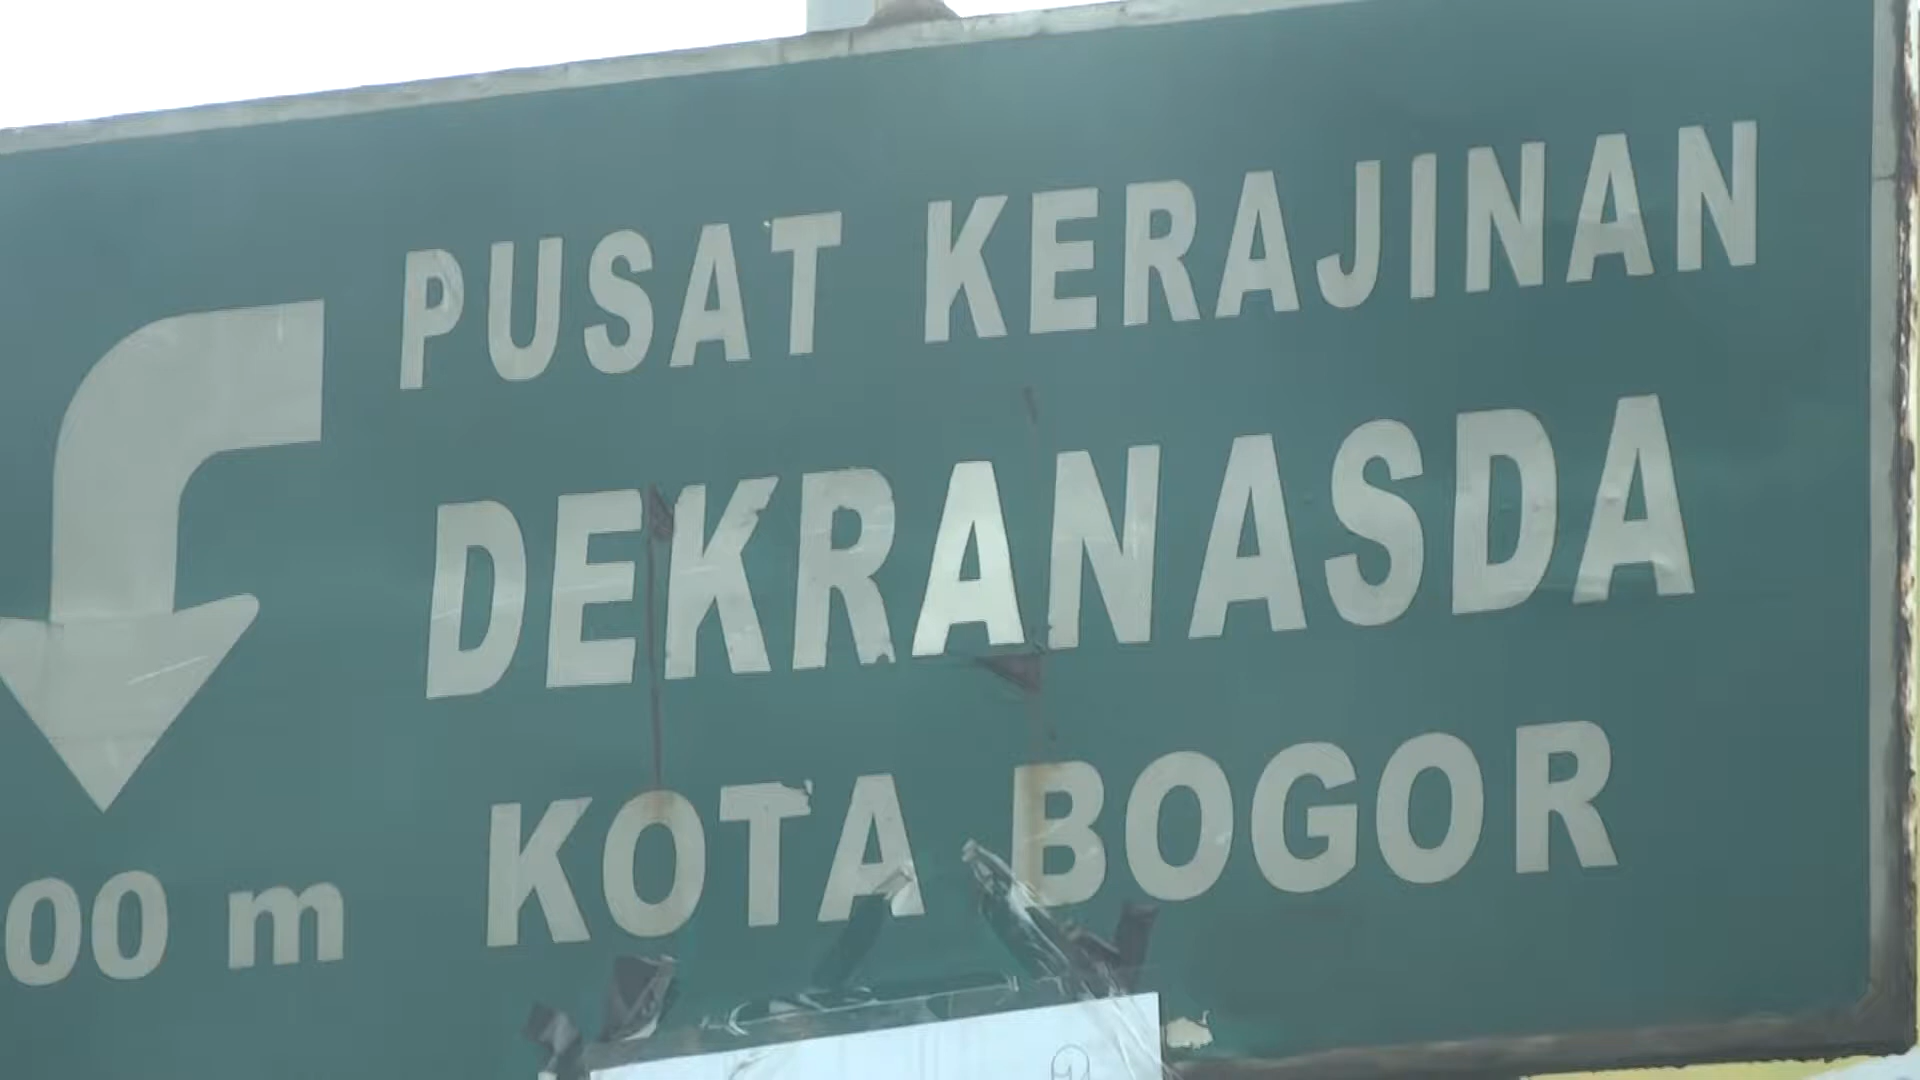 PUSAT KERAJINAN
DEKRANASDA
KOTA BOGOR
00 m